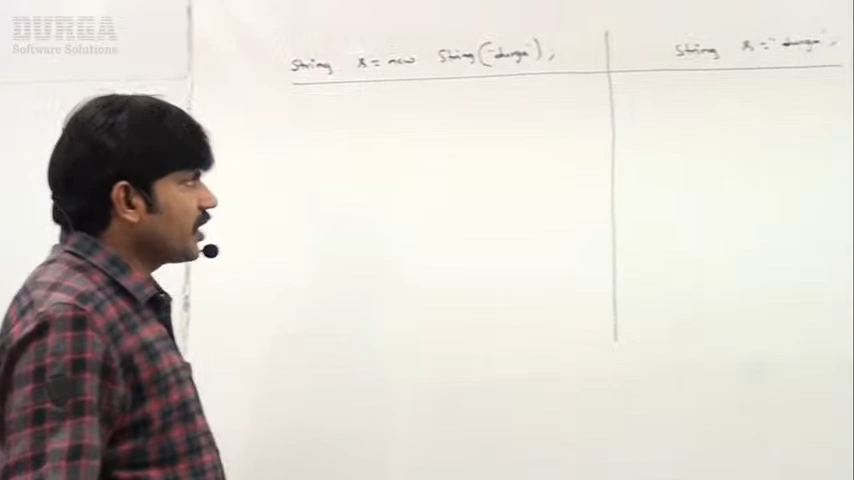 DURGA
Software Solutions
String s = new String("durga");
String s = "durga";